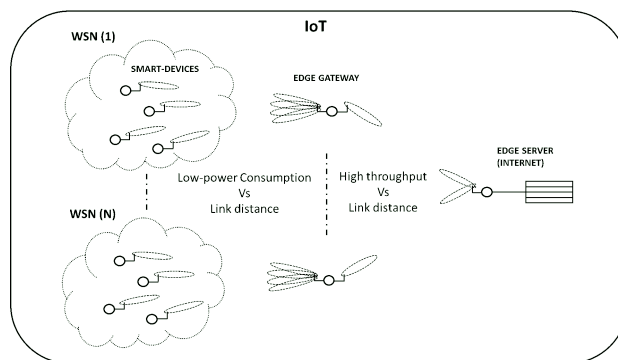 IoT
WSN (1)
SMART-DEVICES
EDGE GATEWAY
EDGE SERVER
(INTERNET)
Low-power Consumption
Vs
Link distance
High throughput
Vs
Link distance
WSN (N)